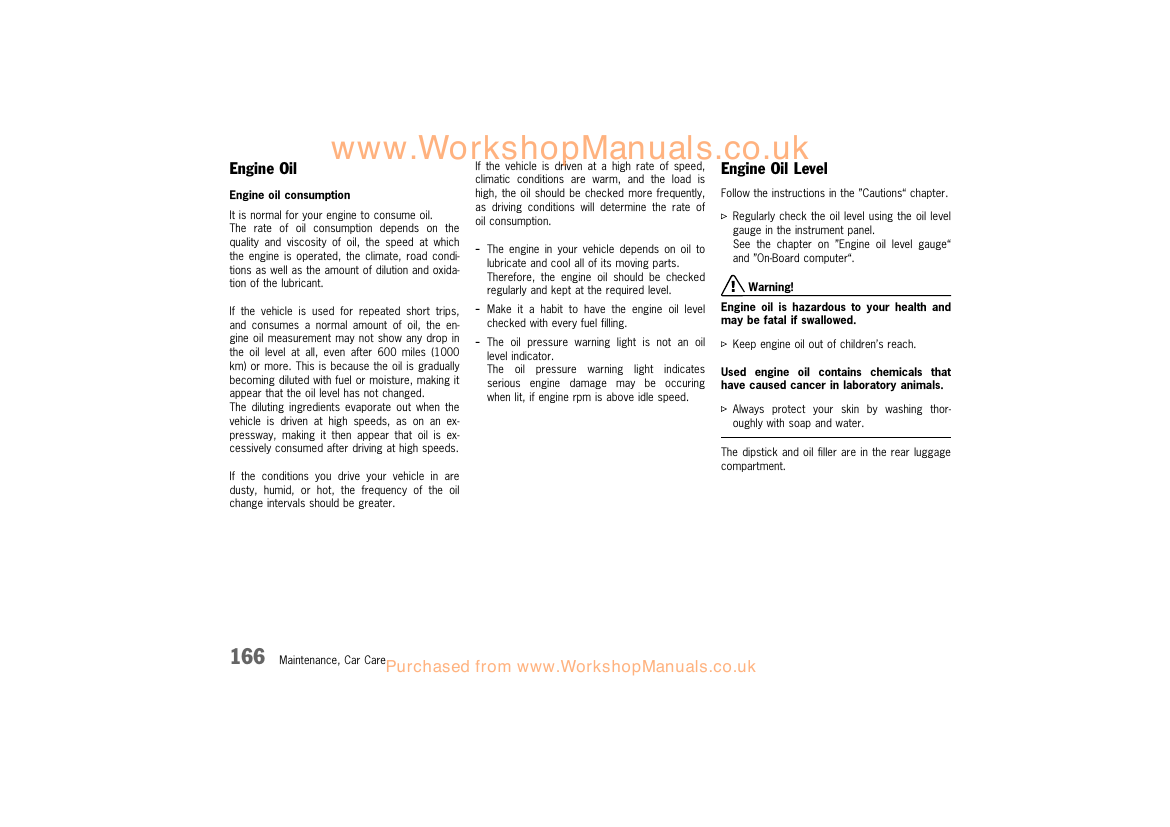 www.WorkshopManuals.co.uk
Engine Oil
Engine oil consumption
It is normal for your engine to consume oil.
The rate of oil consumption depends on the
quality and viscosity of oil, the speed at which
the engine is operated, the climate, road condi-
tions as well as the amount of dilution and oxida-
tion of the lubricant.
If the vehicle is used for repeated short trips,
and consumes a normal amount of oil, the en-
gine oil measurement may not show any drop in
the oil level at all, even after 600 miles (1000
km) or more. This is because the oil is gradually
becoming diluted with fuel or moisture, making it
appear that the oil level has not changed.
The diluting ingredients evaporate out when the
vehicle is driven at high speeds, as on an ex-
pressway, making it then appear that oil is ex-
cessively consumed after driving at high speeds.
If the conditions you drive your vehicle in are
dusty, humid, or hot, the frequency of the oil
change intervals should be greater.
If the vehicle is driven at a high rate of speed,
climatic conditions are warm, and the load is
high, the oil should be checked more frequently,
as driving conditions will determine the rate of
oil consumption.
– The engine in your vehicle depends on oil to
lubricate and cool all of its moving parts.
Therefore, the engine oil should be checked
regularly and kept at the required level.
– Make it a habit to have the engine oil level
checked with every fuel filling.
– The oil pressure warning light is not an oil
level indicator.
The oil pressure warning light indicates
serious engine damage may be occuring
when lit, if engine rpm is above idle speed.
Engine Oil Level
Follow the instructions in the ”Cautions“ chapter.
▷ Regularly check the oil level using the oil level
gauge in the instrument panel.
See the chapter on ”Engine oil level gauge“
and ”On-Board computer“.
Warning!
Engine oil is hazardous to your health and
may be fatal if swallowed.
▷ Keep engine oil out of children’s reach.
Used engine oil contains chemicals that
have caused cancer in laboratory animals.
▷ Always protect your skin by washing thor-
oughly with soap and water.
The dipstick and oil filler are in the rear luggage
compartment.
166 Maintenance, Car Care
Purchased from www.WorkshopManuals.co.uk